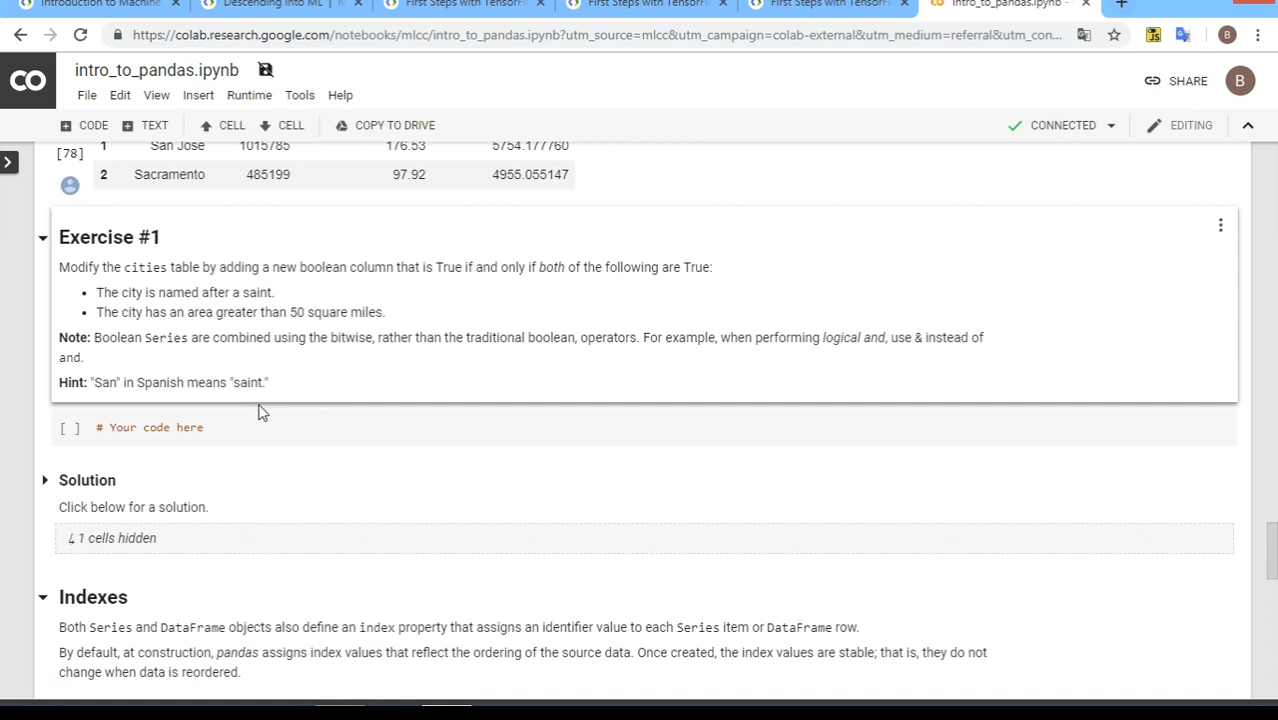 Introduction to Machine
Descending into ML | M
First Steps with TensorF
First Steps with TensorF
First Steps with TensorF
intro_to_pandas.ipynb -
https://colab.research.google.com/notebooks/mlcc/intro_to_pandas.ipynb?utm_source=mlcc&utm_campaign=colab-external&utm_medium=referral&utm_con...
B
CO
intro_to_pandas.ipynb
SHARE
B
File Edit View Insert Runtime Tools Help
CODE TEXT CELL CELL COPY TO DRIVE CONNECTED EDITING
[78]
1 San Jose 1015785 176.53 5754.177760
2 Sacramento 485199 97.92 4955.055147
Exercise #1
Modify the cities table by adding a new boolean column that is True if and only if both of the following are True:
• The city is named after a saint.
• The city has an area greater than 50 square miles.
Note: Boolean Series are combined using the bitwise, rather than the traditional boolean, operators. For example, when performing logical and, use & instead of
and.
Hint: "San" in Spanish means "saint."
[ ] # Your code here
Solution
Click below for a solution.
↳ 1 cells hidden
Indexes
Both Series and DataFrame objects also define an index property that assigns an identifier value to each Series item or DataFrame row.
By default, at construction, pandas assigns index values that reflect the ordering of the source data. Once created, the index values are stable; that is, they do not
change when data is reordered.